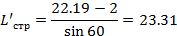 L′стр = (22.19 − 2) / (sin 60) = 23.31